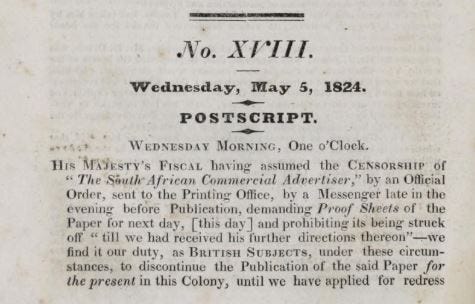 No. XVIII.
Wednesday, May 5, 1824.
POSTSCRIPT.
WEDNESDAY MORNING, One o'Clock.
HIS MAJESTY'S FISCAL having assumed the CENSORSHIP of
"The South African Commercial Advertiser," by an Official
Order, sent to the Printing Office, by a Messenger late in the
evening before Publication, demanding Proof Sheets of the
Paper for next day, [this day] and prohibiting its being struck
off "till we had received his further directions thereon"—we
find it our duty, as BRITISH SUBJECTS, under these circum-
stances, to discontinue the Publication of the said Paper for
the present in this Colony, until we have applied for redress